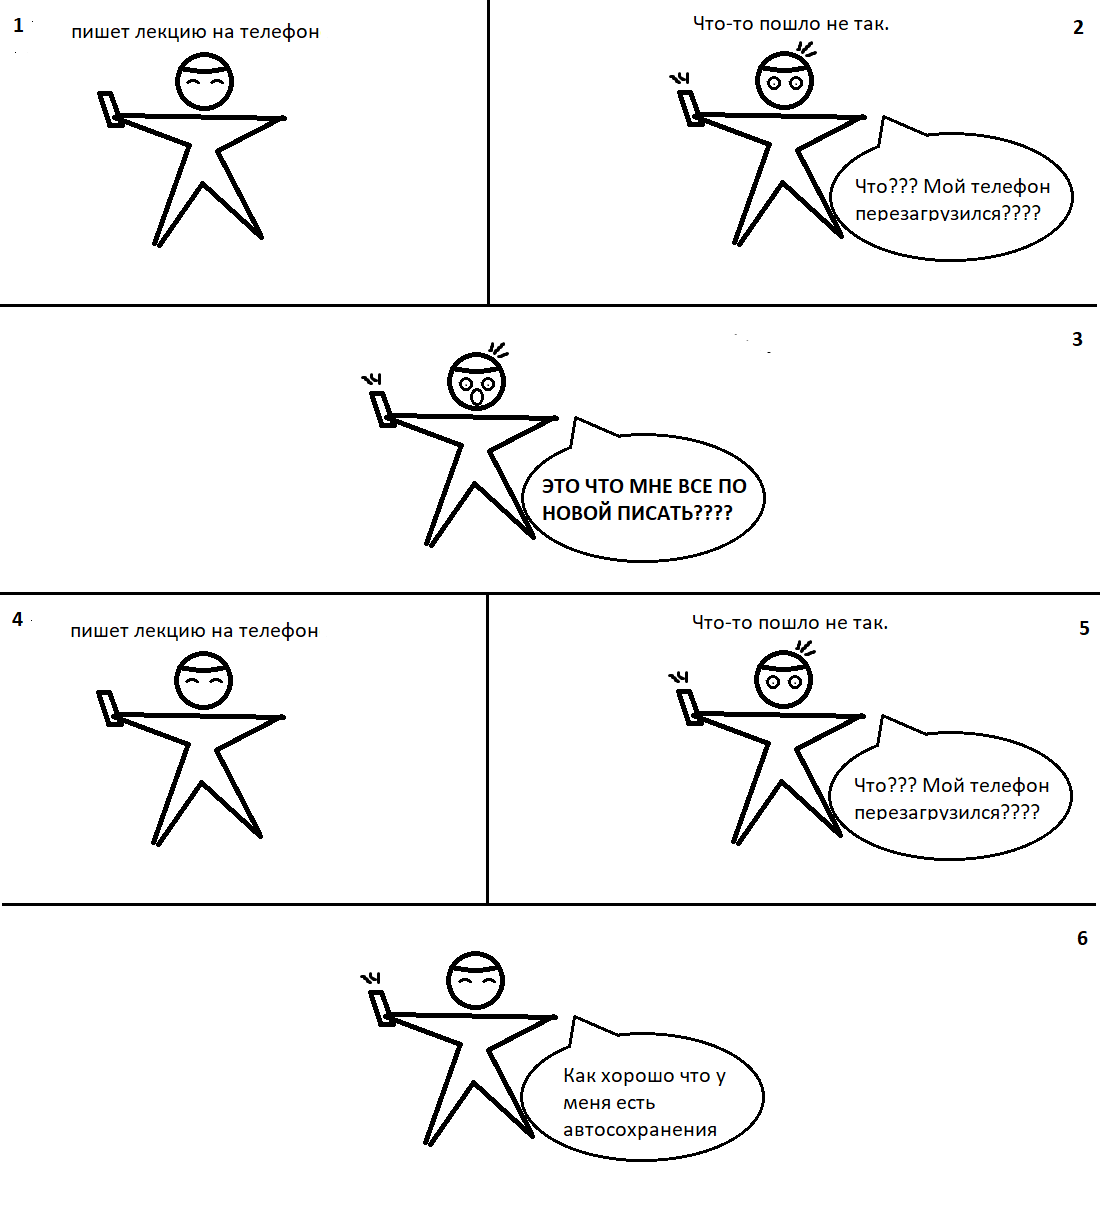 1
пишет лекцию на телефон
Что-то пошло не так.
2
Что??? Мой телефон
перезагрузился????
3
ЭТО ЧТО МНЕ ВСЕ ПО
НОВОЙ ПИСАТЬ????
4
пишет лекцию на телефон
Что-то пошло не так.
5
Что??? Мой телефон
перезагрузился????
6
Как хорошо что у
меня есть
автосохранения